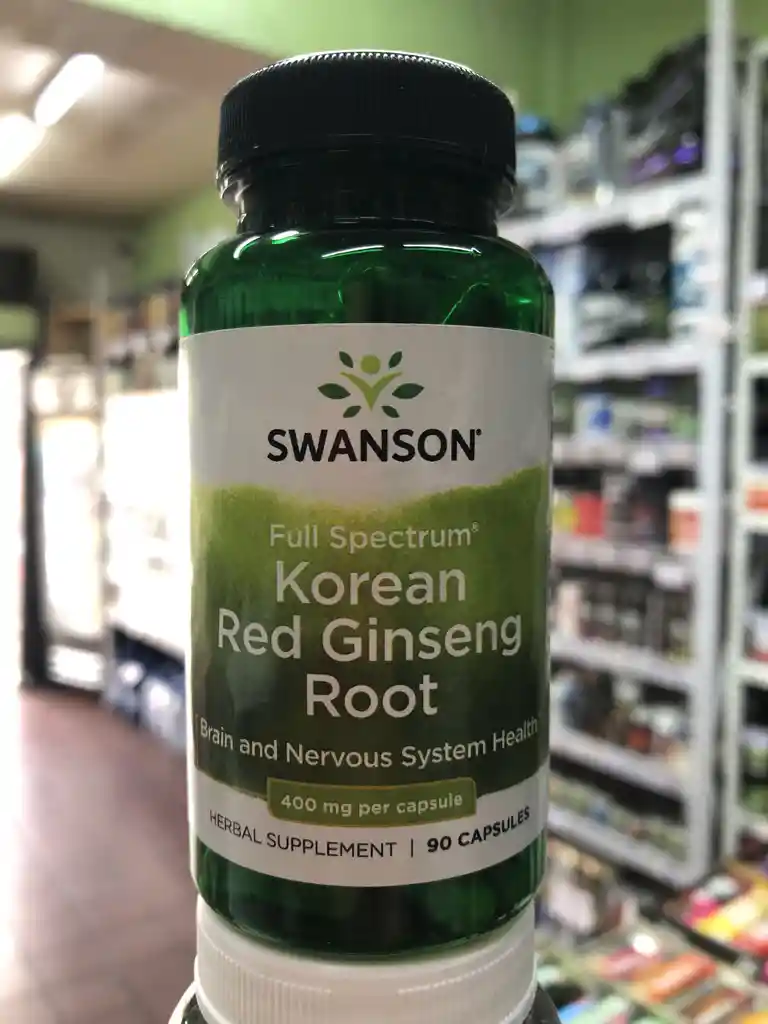 SWANSON®
Full Spectrum®
Korean
Red Ginseng
Root
Brain and Nervous System Health
400 mg per capsule
HERBAL SUPPLEMENT | 90 CAPSULES